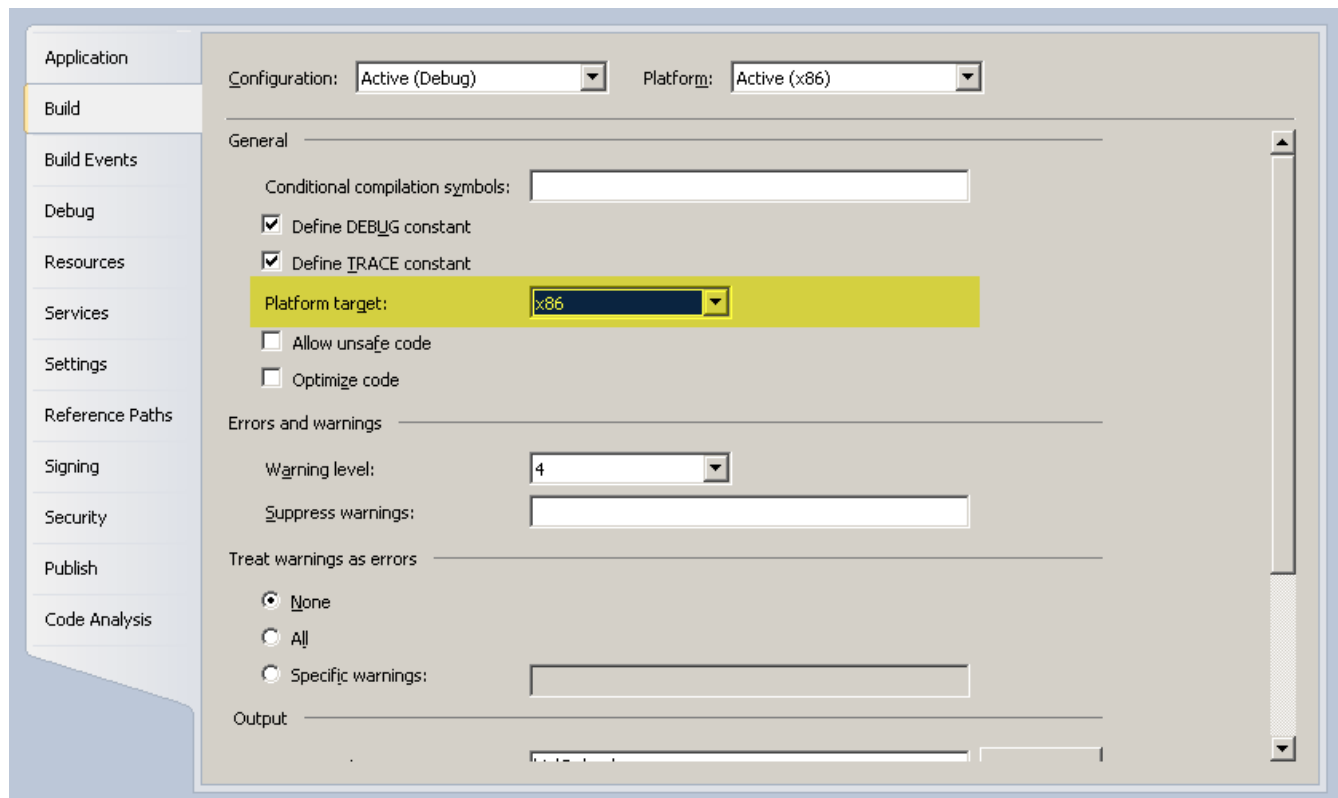 Application
Build
Build Events
Debug
Resources
Services
Settings
Reference Paths
Signing
Security
Publish
Code Analysis
Configuration: Active (Debug) Platform: Active (x86)
General
Conditional compilation symbols:
Define DEBUG constant
Define TRACE constant
Platform target: x86
Allow unsafe code
Optimize code
Errors and warnings
Warning level: 4
Suppress warnings:
Treat warnings as errors
None
All
Specific warnings:
Output